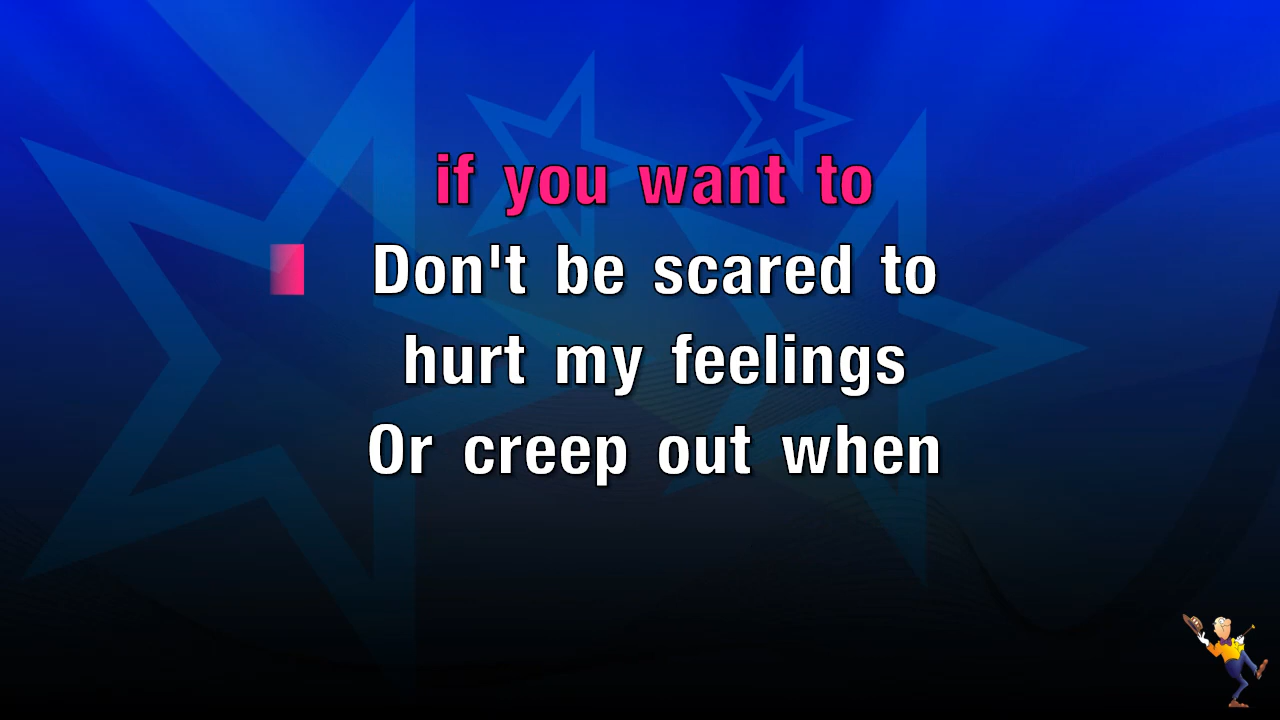 if you want to
Don't be scared to
hurt my feelings
Or creep out when